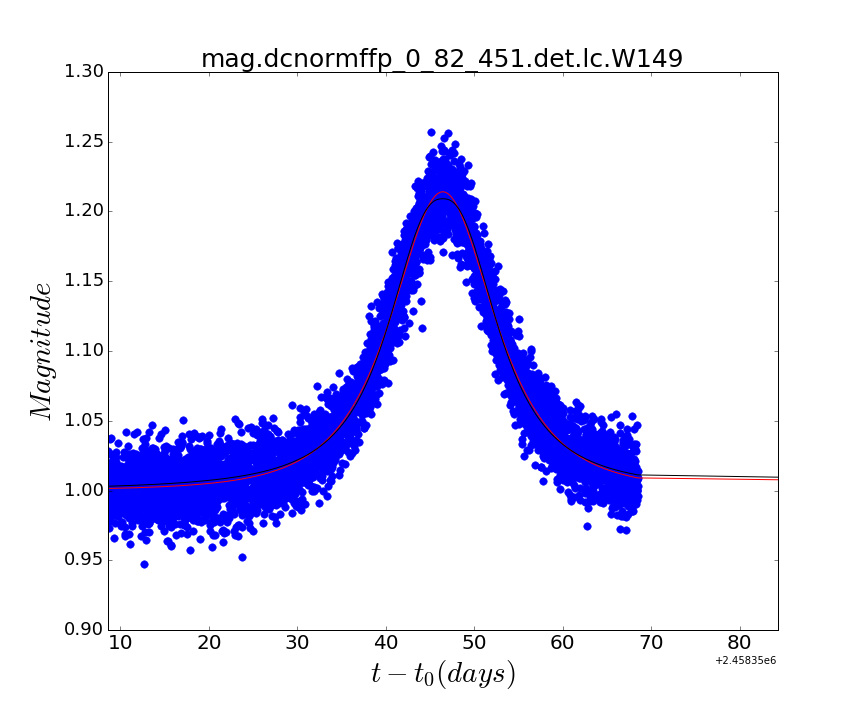 mag.dcnormffp_0_82_451.det.lc.W149
1.30
1.25
1.20
1.15
1.10
1.05
1.00
0.95
0.90
Magnitude
10 20 30 40 50 60 70 80
+2.45835e6
t − t₀(days)